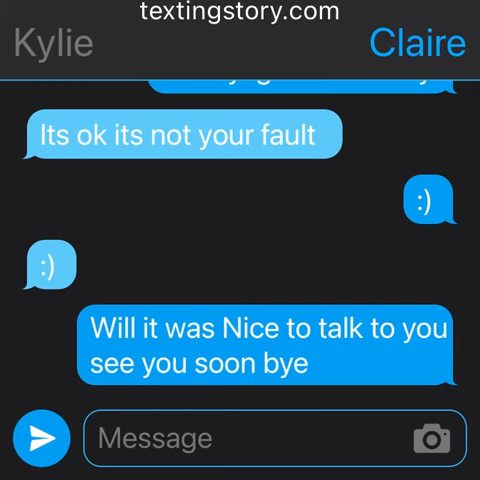 textingstory.com
Kylie Claire
Its ok its not your fault
:)
:)
Will it was Nice to talk to you
see you soon bye
Message